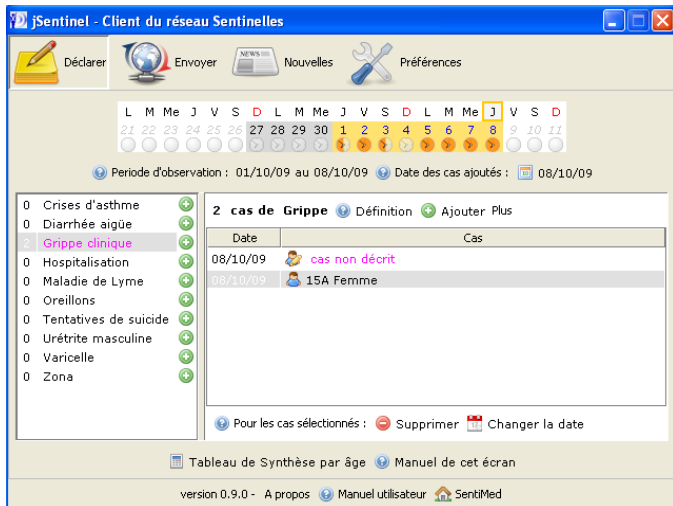 jSentinel - Client du réseau Sentinelles
Déclarer Envoyer NEWS Nouvelles Préférences
L M Me J V S D L M Me J V S D L M Me J V S D
21 22 23 24 25 26 27 28 29 30 1 2 3 4 5 6 7 8 9 10 11
Periode d'observation : 01/10/09 au 08/10/09 Date des cas ajoutés : 08/10/09
0 Crises d'asthme
0 Diarrhée aigüe
2 Grippe clinique
0 Hospitalisation
0 Maladie de Lyme
0 Oreillons
0 Tentatives de suicide
0 Urétrite masculine
0 Varicelle
0 Zona
2 cas de Grippe Définition Ajouter Plus
Date Cas
08/10/09 cas non décrit
08/10/09 15A Femme
Pour les cas sélectionnés : Supprimer Changer la date
Tableau de Synthèse par âge Manuel de cet écran
version 0.9.0 - A propos Manuel utilisateur SentiMed